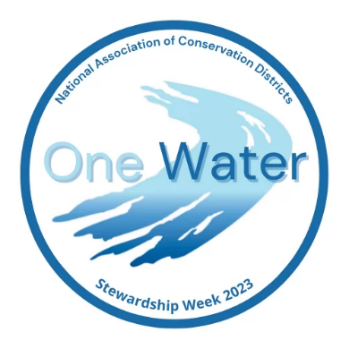 National Association of Conservation Districts
One Water
Stewardship Week 2023